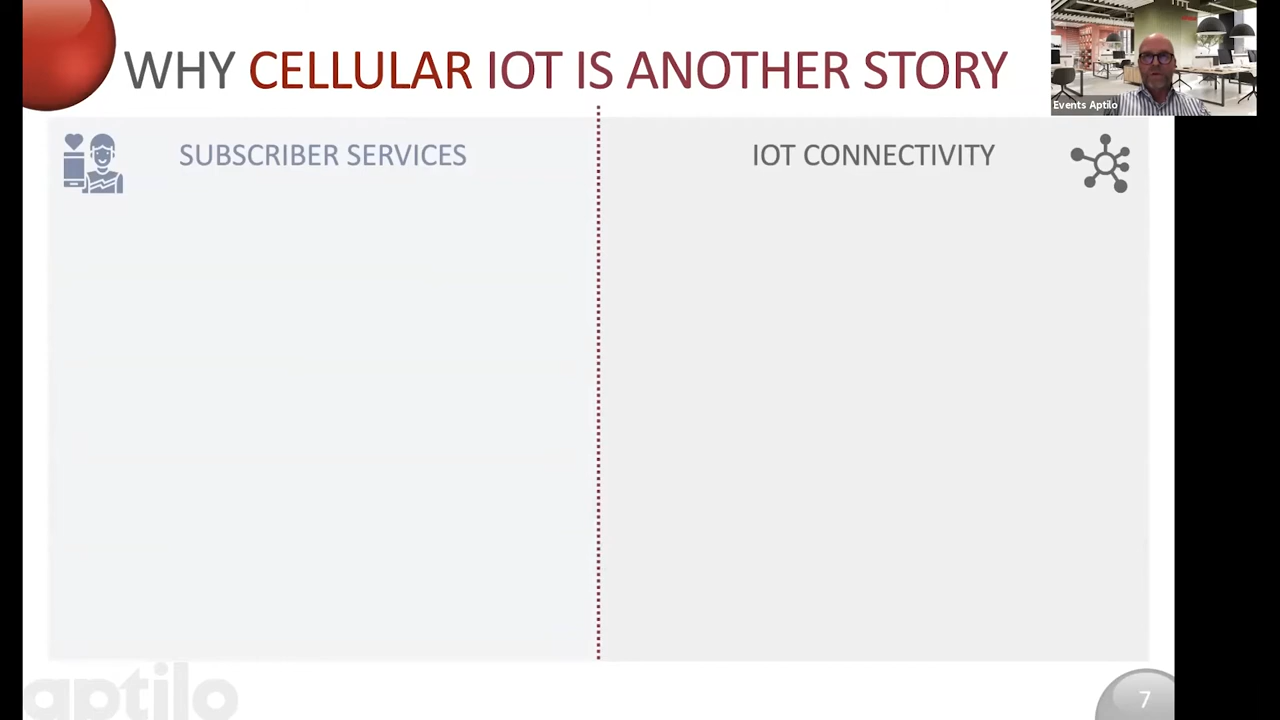 WHY CELLULAR IOT IS ANOTHER STORY
Events Aptilo
SUBSCRIBER SERVICES
IOT CONNECTIVITY
aptilo
7